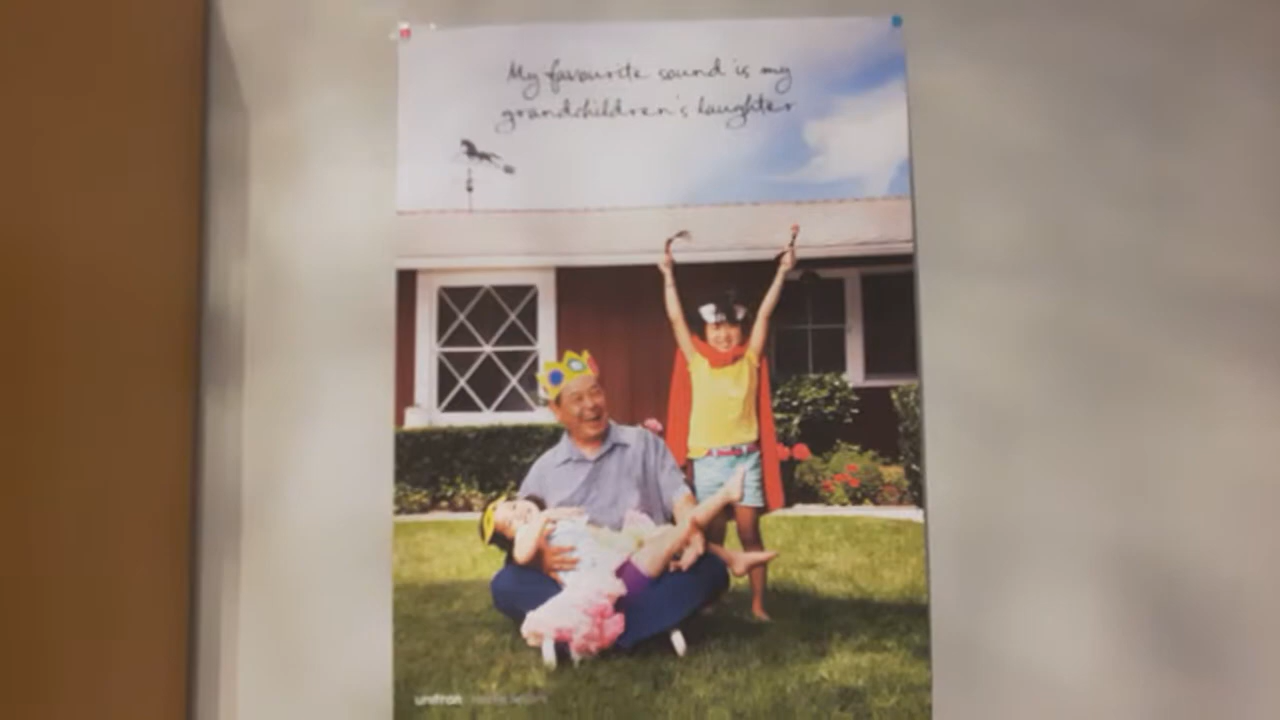 My favourite sound is my
grandchildren's laughter
unitron